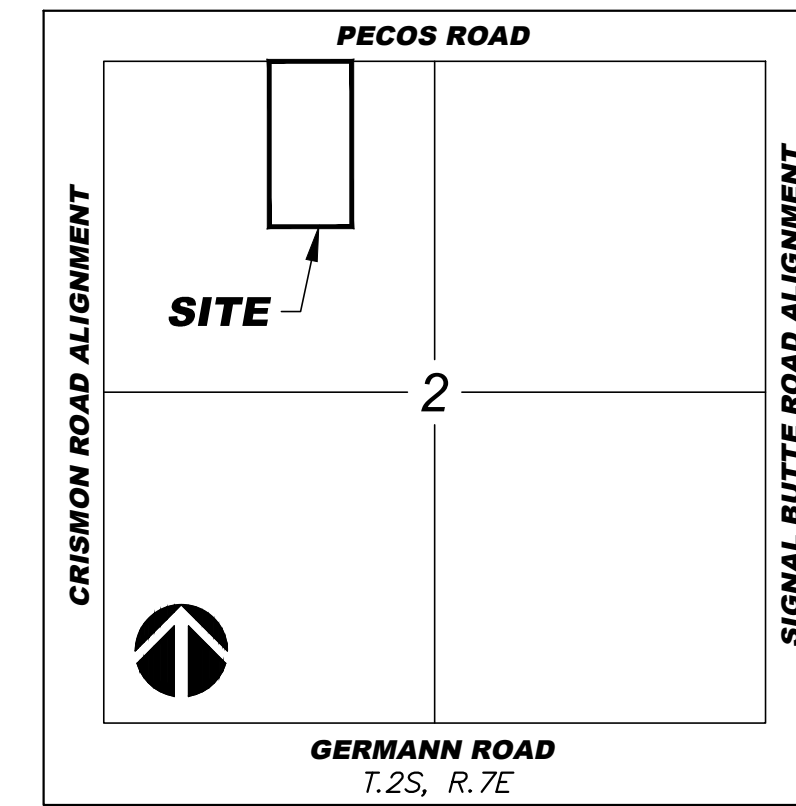 PECOS ROAD
CRISMON ROAD ALIGNMENT
SIGNAL BUTTE ROAD ALIGNMENT
SITE
2
GERMANN ROAD
T.2S, R.7E